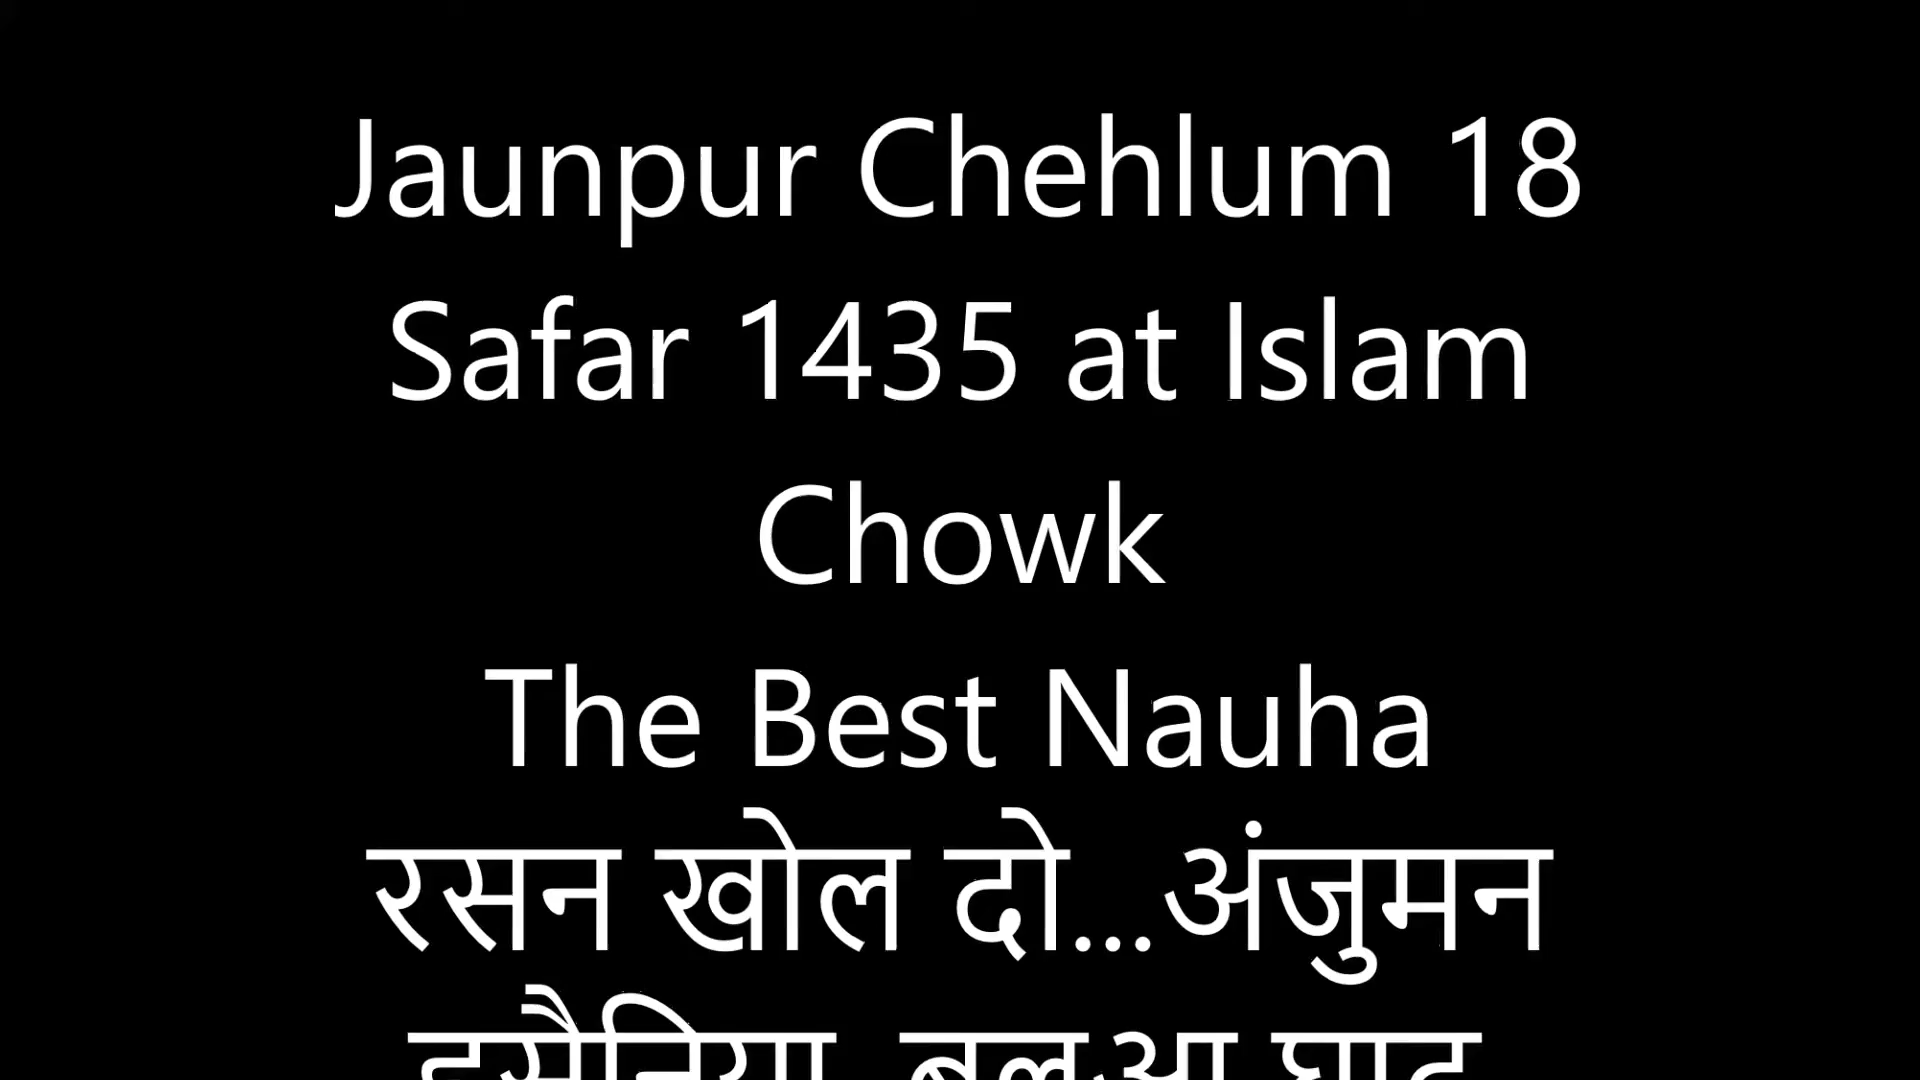 Jaunpur Chehlum 18
Safar 1435 at Islam
Chowk
The Best Nauha
रसन खोल दो...अंजुमन